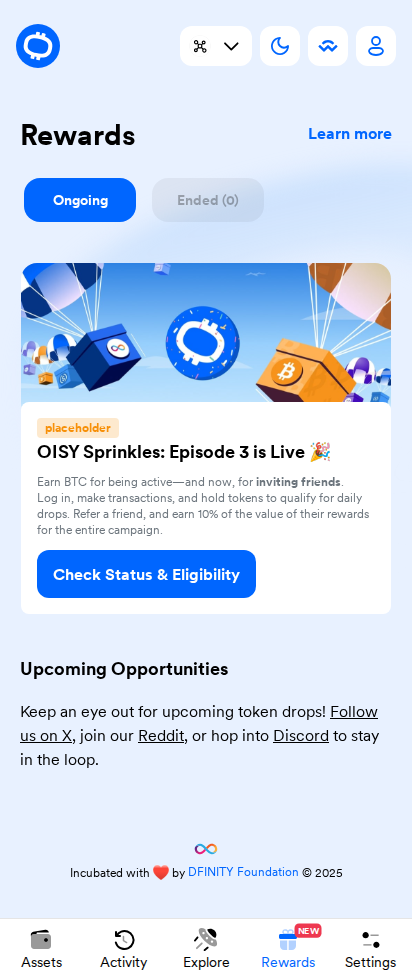 Rewards
Learn more
Ongoing
Ended (0)
placeholder
OISY Sprinkles: Episode 3 is Live 🎉
Earn BTC for being active—and now, for inviting friends.
Log in, make transactions, and hold tokens to qualify for daily
drops. Refer a friend, and earn 10% of the value of their rewards
for the entire campaign.
Check Status & Eligibility
Upcoming Opportunities
Keep an eye out for upcoming token drops! Follow
us on X, join our Reddit, or hop into Discord to stay
in the loop.
Incubated with ❤️ by DFINITY Foundation © 2025
NEW
Assets
Activity
Explore
Rewards
Settings